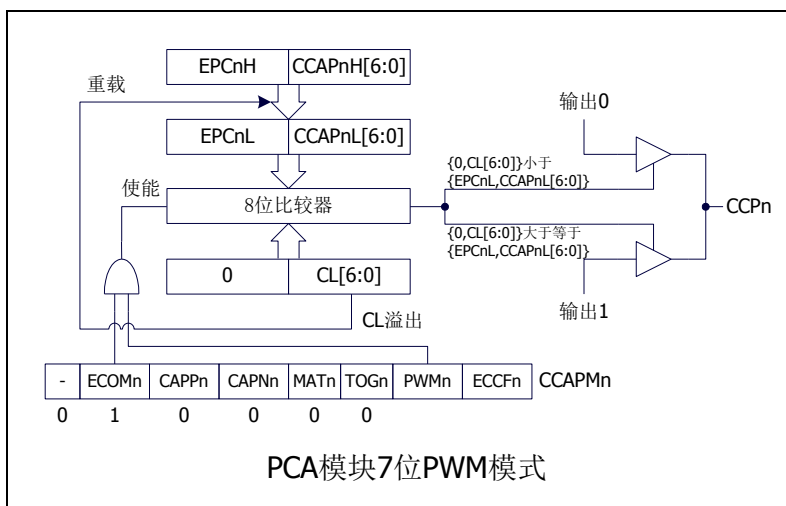 EPCnH CCAPnH[6:0]
重载
输出0
EPCnL CCAPnL[6:0]
{0,CL[6:0]}小于
{EPCnL,CCAPnL[6:0]}
使能
8位比较器
CCPn
{0,CL[6:0]}大于等于
{EPCnL,CCAPnL[6:0]}
0 CL[6:0]
输出1
CL溢出
- ECOMn CAPPn CAPNn MATn TOGn PWMn ECCFn CCAPMn
0 1 0 0 0 0
PCA模块7位PWM模式